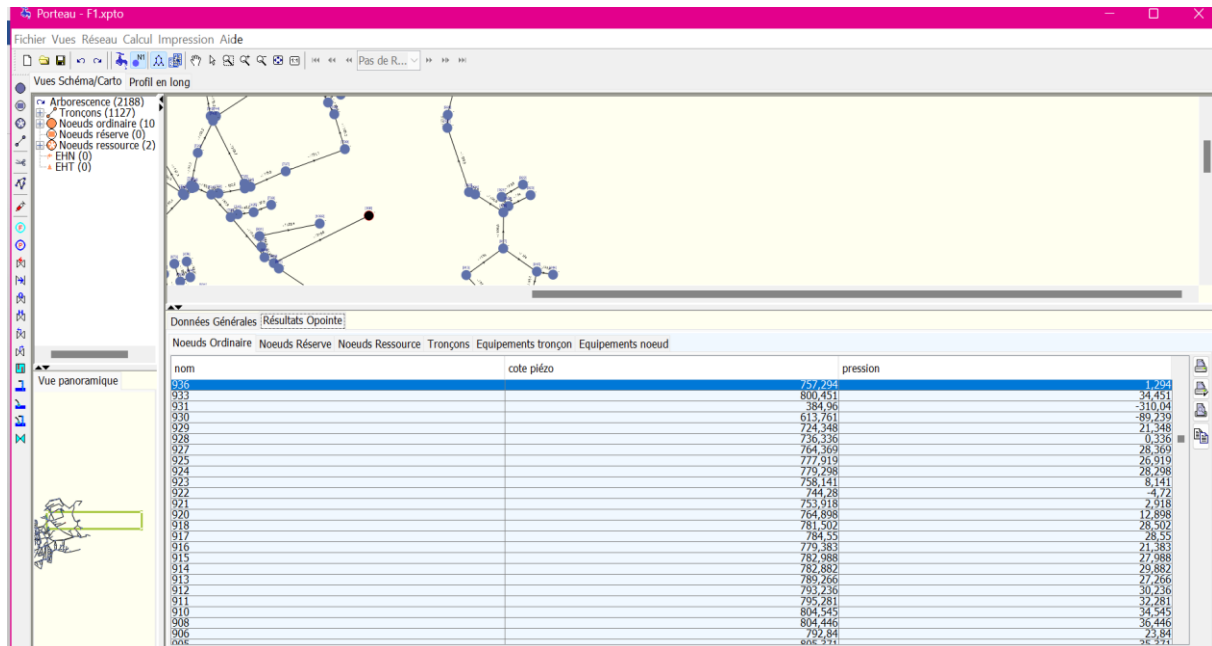 Porteau - F1.xpto
Fichier Vues Réseau Calcul Impression Aide
Pas de R...
Vues Schéma/Carto Profil en long
Arborescence (2188)
Tronçons (1127)
Noeuds ordinaire (10
Noeuds réserve (0)
Noeuds ressource (2)
EHN (0)
EHT (0)
Données Générales Résultats Opointe
Noeuds Ordinaire Noeuds Réserve Noeuds Ressource Tronçons Equipements tronçon Equipements noeud
Vue panoramique
nom cote piézo pression
936 757,294 1,294
933 800,451 34,451
931 384,96 -310,04
930 613,761 -89,239
929 724,348 21,348
928 736,336 0,336
927 764,369 28,369
925 777,919 26,919
924 779,298 28,298
923 758,141 8,141
922 744,28 -4,72
921 753,918 2,918
920 764,898 12,898
918 781,502 28,502
917 784,55 28,55
916 779,383 21,383
915 782,988 27,988
914 782,882 29,882
913 789,266 27,266
912 793,236 30,236
911 795,281 32,281
910 804,545 34,545
908 804,446 36,446
906 792,84 23,84
905 805,371 35,371